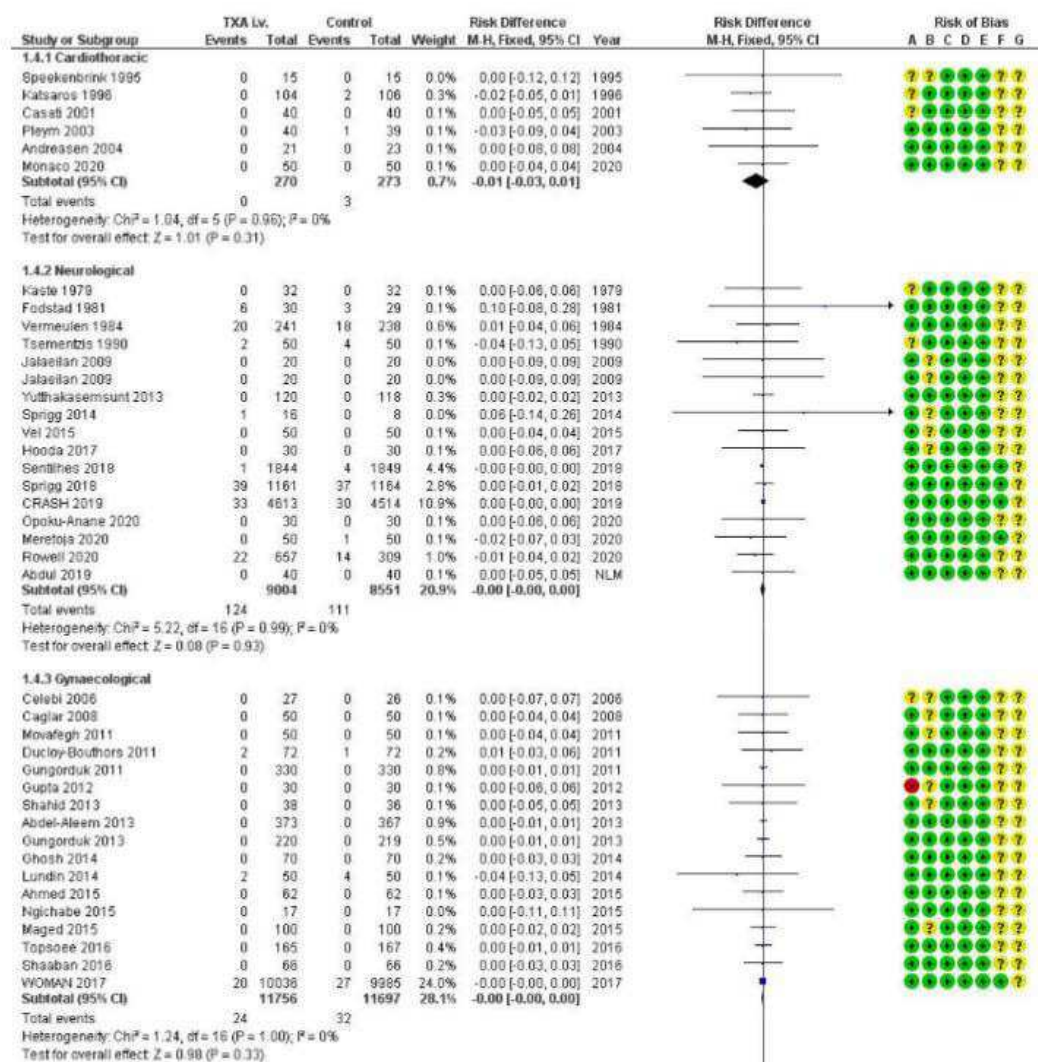 TXA i.v. Control Risk Difference Risk Difference Risk of Bias
Study or Subgroup Events Total Events Total Weight M-H, Fixed, 95% CI Year M-H, Fixed, 95% CI A B C D E F G
1.4.1 Cardiothoracic
Speekenbrink 1995 0 15 0 15 0.0% 0.00 [-0.12, 0.12] 1995 ? ? + + + ? ?
Katsaros 1996 0 104 2 106 0.3% -0.02 [-0.05, 0.01] 1996 ? + + + + ? ?
Casati 2001 0 40 0 40 0.1% 0.00 [-0.05, 0.05] 2001 ? + + + + ? ?
Pleym 2003 0 40 1 39 0.1% -0.03 [-0.09, 0.04] 2003 + + + + + ? ?
Andreasen 2004 0 21 0 23 0.1% 0.00 [-0.08, 0.08] 2004 + + + + + ? ?
Monaco 2020 0 50 0 50 0.1% 0.00 [-0.04, 0.04] 2020 + + + + + ? ?
Subtotal (95% CI) 270 273 0.7% -0.01 [-0.03, 0.01]
Total events 0 3
Heterogeneity: Chi² = 1.04, df = 5 (P = 0.96); I² = 0%
Test for overall effect: Z = 1.01 (P = 0.31)
1.4.2 Neurological
Kaste 1979 0 32 0 32 0.1% 0.00 [-0.06, 0.06] 1979 ? + + + + ? ?
Fodstad 1981 6 30 3 29 0.1% 0.10 [-0.08, 0.28] 1981 + + + + + ? ?
Vermeulen 1984 20 241 18 238 0.6% 0.01 [-0.04, 0.06] 1984 + + + + + ? ?
Tsementzis 1990 2 50 4 50 0.1% -0.04 [-0.13, 0.05] 1990 ? + + + + ? ?
Jalaeilan 2009 0 20 0 20 0.0% 0.00 [-0.09, 0.09] 2009 + ? + + + ? ?
Jalaeilan 2009 0 20 0 20 0.0% 0.00 [-0.09, 0.09] 2009 + ? + + + ? ?
Yutthakasemsunt 2013 0 120 0 118 0.3% 0.00 [-0.02, 0.02] 2013 + + + + + ? ?
Sprigg 2014 1 16 0 8 0.0% 0.06 [-0.14, 0.26] 2014 + ? + + + ? ?
Vel 2015 0 50 0 50 0.1% 0.00 [-0.04, 0.04] 2015 + ? + + + ? ?
Hooda 2017 0 30 0 30 0.1% 0.00 [-0.06, 0.06] 2017 + ? + + + ? ?
Sentilhes 2018 1 1844 4 1849 4.4% -0.00 [-0.00, 0.00] 2018 + + + + + + ?
Sprigg 2018 39 1161 37 1164 2.8% 0.00 [-0.01, 0.02] 2018 + + + + + + ?
CRASH 2019 33 4613 30 4514 10.9% 0.00 [-0.00, 0.00] 2019 + + + + + + ?
Opoku-Anane 2020 0 30 0 30 0.1% 0.00 [-0.06, 0.06] 2020 + + + + + ? ?
Meretoja 2020 0 50 1 50 0.1% -0.02 [-0.07, 0.03] 2020 + + + + + + ?
Rowell 2020 22 657 14 309 1.0% -0.01 [-0.04, 0.02] 2020 + + + + + ? ?
Abdul 2019 0 40 0 40 0.1% 0.00 [-0.05, 0.05] NLM + + + + + ? ?
Subtotal (95% CI) 9004 8551 20.9% -0.00 [-0.00, 0.00]
Total events 124 111
Heterogeneity: Chi² = 5.22, df = 16 (P = 0.99); I² = 0%
Test for overall effect: Z = 0.08 (P = 0.93)
1.4.3 Gynaecological
Celebi 2006 0 27 0 26 0.1% 0.00 [-0.07, 0.07] 2006 ? ? + + + ? ?
Caglar 2008 0 50 0 50 0.1% 0.00 [-0.04, 0.04] 2008 + ? + + + ? ?
Movafegh 2011 0 50 0 50 0.1% 0.00 [-0.04, 0.04] 2011 + ? + + + ? ?
Ducloy-Bouthors 2011 2 72 1 72 0.2% 0.01 [-0.03, 0.06] 2011 + + + + + ? ?
Gungorduk 2011 0 330 0 330 0.8% 0.00 [-0.01, 0.01] 2011 + + + + + ? ?
Gupta 2012 0 30 0 30 0.1% 0.00 [-0.06, 0.06] 2012 ? + + + ? ?
Shahid 2013 0 38 0 36 0.1% 0.00 [-0.05, 0.05] 2013 + ? + + + ? ?
Abdel-Aleem 2013 0 373 0 367 0.9% 0.00 [-0.01, 0.01] 2013 + + + + + ? ?
Gungorduk 2013 0 220 0 219 0.5% 0.00 [-0.01, 0.01] 2013 + + + + + ? ?
Ghosh 2014 0 70 0 70 0.2% 0.00 [-0.03, 0.03] 2014 + + + + + ? ?
Lundin 2014 2 50 4 50 0.1% -0.04 [-0.13, 0.05] 2014 + + + + + ? ?
Ahmed 2015 0 62 0 62 0.1% 0.00 [-0.03, 0.03] 2015 + + + + + ? ?
Ngichabe 2015 0 17 0 17 0.0% 0.00 [-0.11, 0.11] 2015 + + + + + ? ?
Maged 2015 0 100 0 100 0.2% 0.00 [-0.02, 0.02] 2015 + ? + + + ? ?
Topsoee 2016 0 165 0 167 0.4% 0.00 [-0.01, 0.01] 2016 + + + + + ? ?
Shaaban 2016 0 66 0 66 0.2% 0.00 [-0.03, 0.03] 2016 + + + + + ? ?
WOMAN 2017 20 10036 27 9985 24.0% -0.00 [-0.00, 0.00] 2017 + + + + + + ?
Subtotal (95% CI) 11756 11697 28.1% -0.00 [-0.00, 0.00]
Total events 24 32
Heterogeneity: Chi² = 1.24, df = 16 (P = 1.00); I² = 0%
Test for overall effect: Z = 0.98 (P = 0.33)